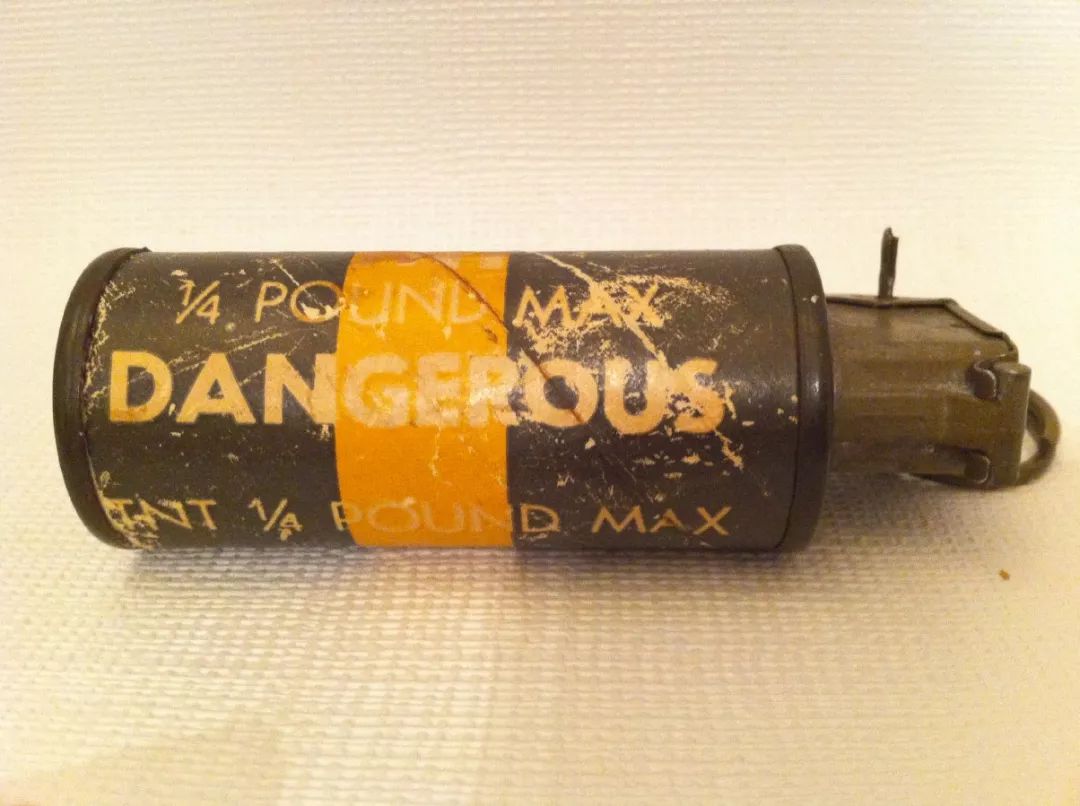 1/4 POUND MAX
DANGEROUS
TNT 1/4 POUND MAX